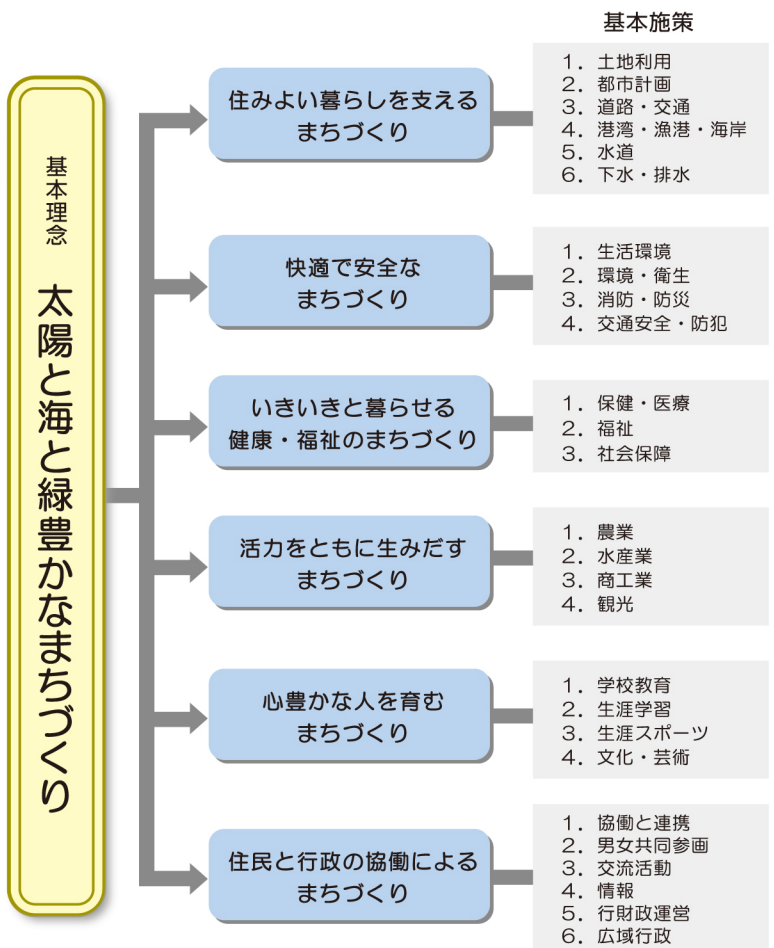 基本理念 太陽と海と緑豊かなまちづくり
基本施策
住みよい暮らしを支える
まちづくり
1. 土地利用
2. 都市計画
3. 道路・交通
4. 港湾・漁港・海岸
5. 水道
6. 下水・排水
快適で安全な
まちづくり
1. 生活環境
2. 環境・衛生
3. 消防・防災
4. 交通安全・防犯
いきいきと暮らせる
健康・福祉のまちづくり
1. 保健・医療
2. 福祉
3. 社会保障
活力をともに生みだす
まちづくり
1. 農業
2. 水産業
3. 商工業
4. 観光
心豊かな人を育む
まちづくり
1. 学校教育
2. 生涯学習
3. 生涯スポーツ
4. 文化・芸術
住民と行政の協働による
まちづくり
1. 協働と連携
2. 男女共同参画
3. 交流活動
4. 情報
5. 行財政運営
6. 広域行政